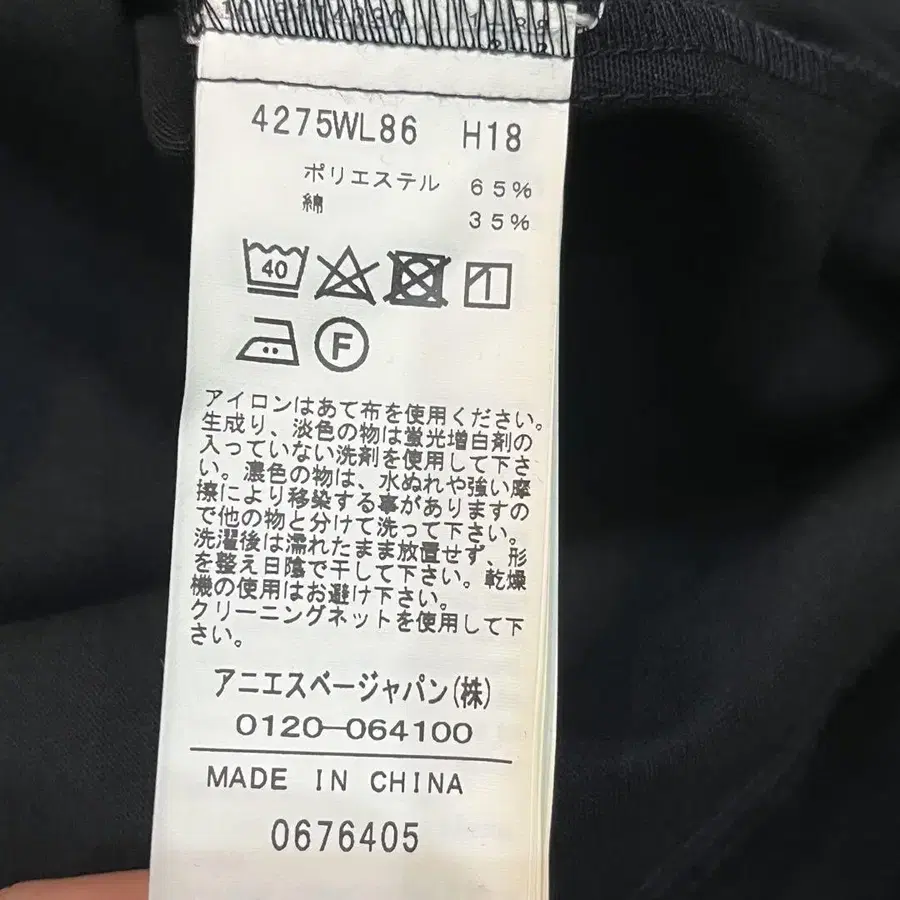 4275WL86 H18
ポリエステル 65%
綿 35%
40
F
アイロンはあて布を使用ください。
生成り、淡色の物は蛍光増白剤の
入っていない洗剤を使用して下さ
い。濃色の物は、水ぬれや強い摩
擦により移染する事がありますの
で他の物と分けて洗って下さい。
洗濯後は濡れたまま放置せず、形
を整え日陰で干して下さい。乾燥
機の使用はお避け下さい。
クリーニングネットを使用して下
さい。
アニエスベージャパン(株)
0120-064100
MADE IN CHINA
0676405